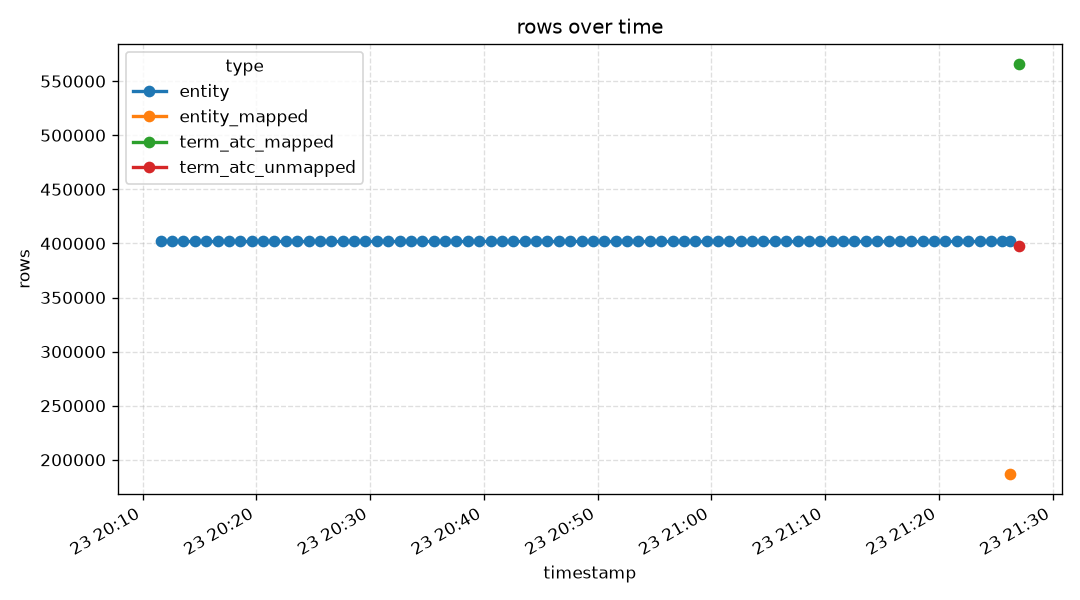 rows over time
type
entity
entity_mapped
term_atc_mapped
term_atc_unmapped
rows
550000
500000
450000
400000
350000
300000
250000
200000
23 20:10
23 20:20
23 20:30
23 20:40
23 20:50
23 21:00
23 21:10
23 21:20
23 21:30
timestamp